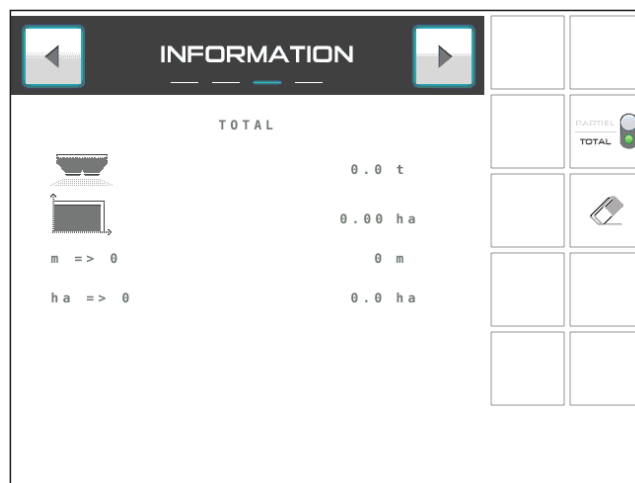 INFORMATION
TOTAL
PARTIEL
TOTAL
0.0 t
0.00 ha
m => 0 0 m
ha => 0 0.0 ha